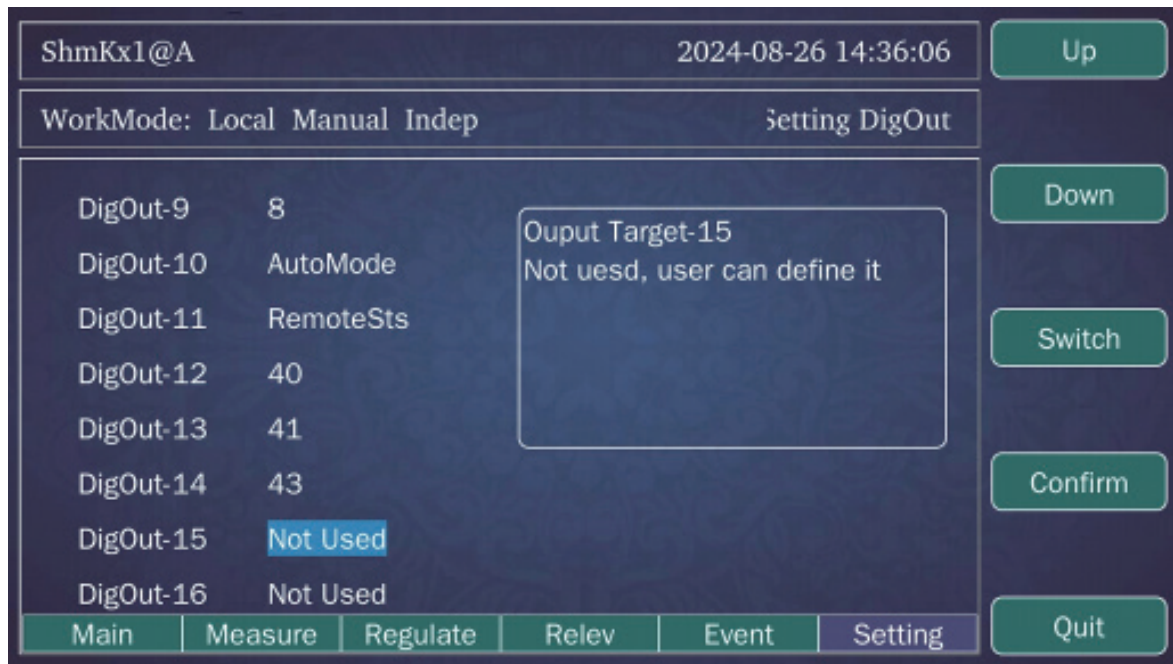 ShmKx1@A 2024-08-26 14:36:06
WorkMode: Local Manual Indep Setting DigOut
DigOut-9 8
DigOut-10 AutoMode
DigOut-11 RemoteSts
DigOut-12 40
DigOut-13 41
DigOut-14 43
DigOut-15 Not Used
DigOut-16 Not Used
Ouput Target-15
Not uesd, user can define it
Main Measure Regulate Relev Event Setting
Up
Down
Switch
Confirm
Quit